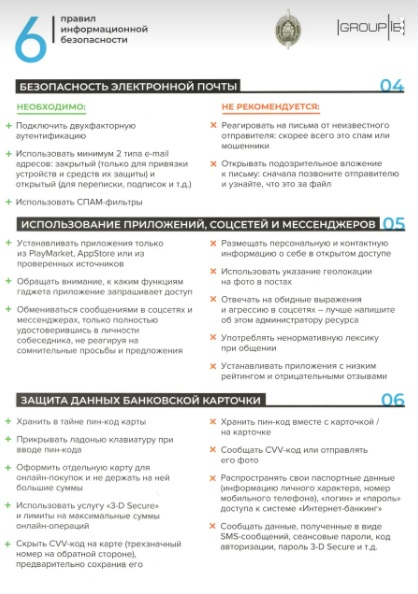 6
правил
информационной
безопасности
|GROUP|iB|
БЕЗОПАСНОСТЬ ЭЛЕКТРОННОЙ ПОЧТЫ 04
НЕОБХОДИМО:
+ Подключить двухфакторную
аутентификацию
+ Использовать минимум 2 типа e-mail
адресов: закрытый (только для привязки
устройств и средств их защиты) и
открытый (для переписки, подписок и т.д.)
+ Использовать СПАМ-фильтры
НЕ РЕКОМЕНДУЕТСЯ:
× Реагировать на письма от неизвестного
отправителя: скорее всего это спам или
мошенники
× Открывать подозрительное вложение
к письму: сначала позвоните отправителю
и узнайте, что это за файл
ИСПОЛЬЗОВАНИЕ ПРИЛОЖЕНИЙ, СОЦСЕТЕЙ И МЕССЕНДЖЕРОВ 05
+ Устанавливать приложения только
из PlayMarket, AppStore или из
проверенных источников
+ Обращать внимание, к каким функциям
гаджета приложение запрашивает доступ
+ Обмениваться сообщениями в соцсетях и
мессенджерах, только полностью
удостоверившись в личности
собеседника, не реагируя на
сомнительные просьбы и предложения
× Размещать персональную и контактную
информацию о себе в открытом доступе
× Использовать указание геолокации
на фото в постах
× Отвечать на обидные выражения
и агрессию в соцсетях – лучше напишите
об этом администратору ресурса
× Употреблять ненормативную лексику
при общении
× Устанавливать приложения с низким
рейтингом и отрицательными отзывами
ЗАЩИТА ДАННЫХ БАНКОВСКОЙ КАРТОЧКИ 06
+ Хранить в тайне пин-код карты
+ Прикрывать ладонью клавиатуру при
вводе пин-кода
+ Оформить отдельную карту для
онлайн-покупок и не держать на ней
большие суммы
+ Использовать услугу «3-D Secure»
и лимиты на максимальные суммы
онлайн-операций
+ Скрыть CVV-код на карте (трехзначный
номер на обратной стороне),
предварительно сохранив его
× Хранить пин-код вместе с карточкой /
на карточке
× Сообщать CVV-код или отправлять
его фото
× Распространять свои паспортные данные
(информацию личного характера, номер
мобильного телефона), «логин» и «пароль»
доступа к системе «Интернет-банкинг»
× Сообщать данные, полученные в виде
SMS-сообщений, сеансовые пароли, код
авторизации, пароль 3-D Secure и т.д.